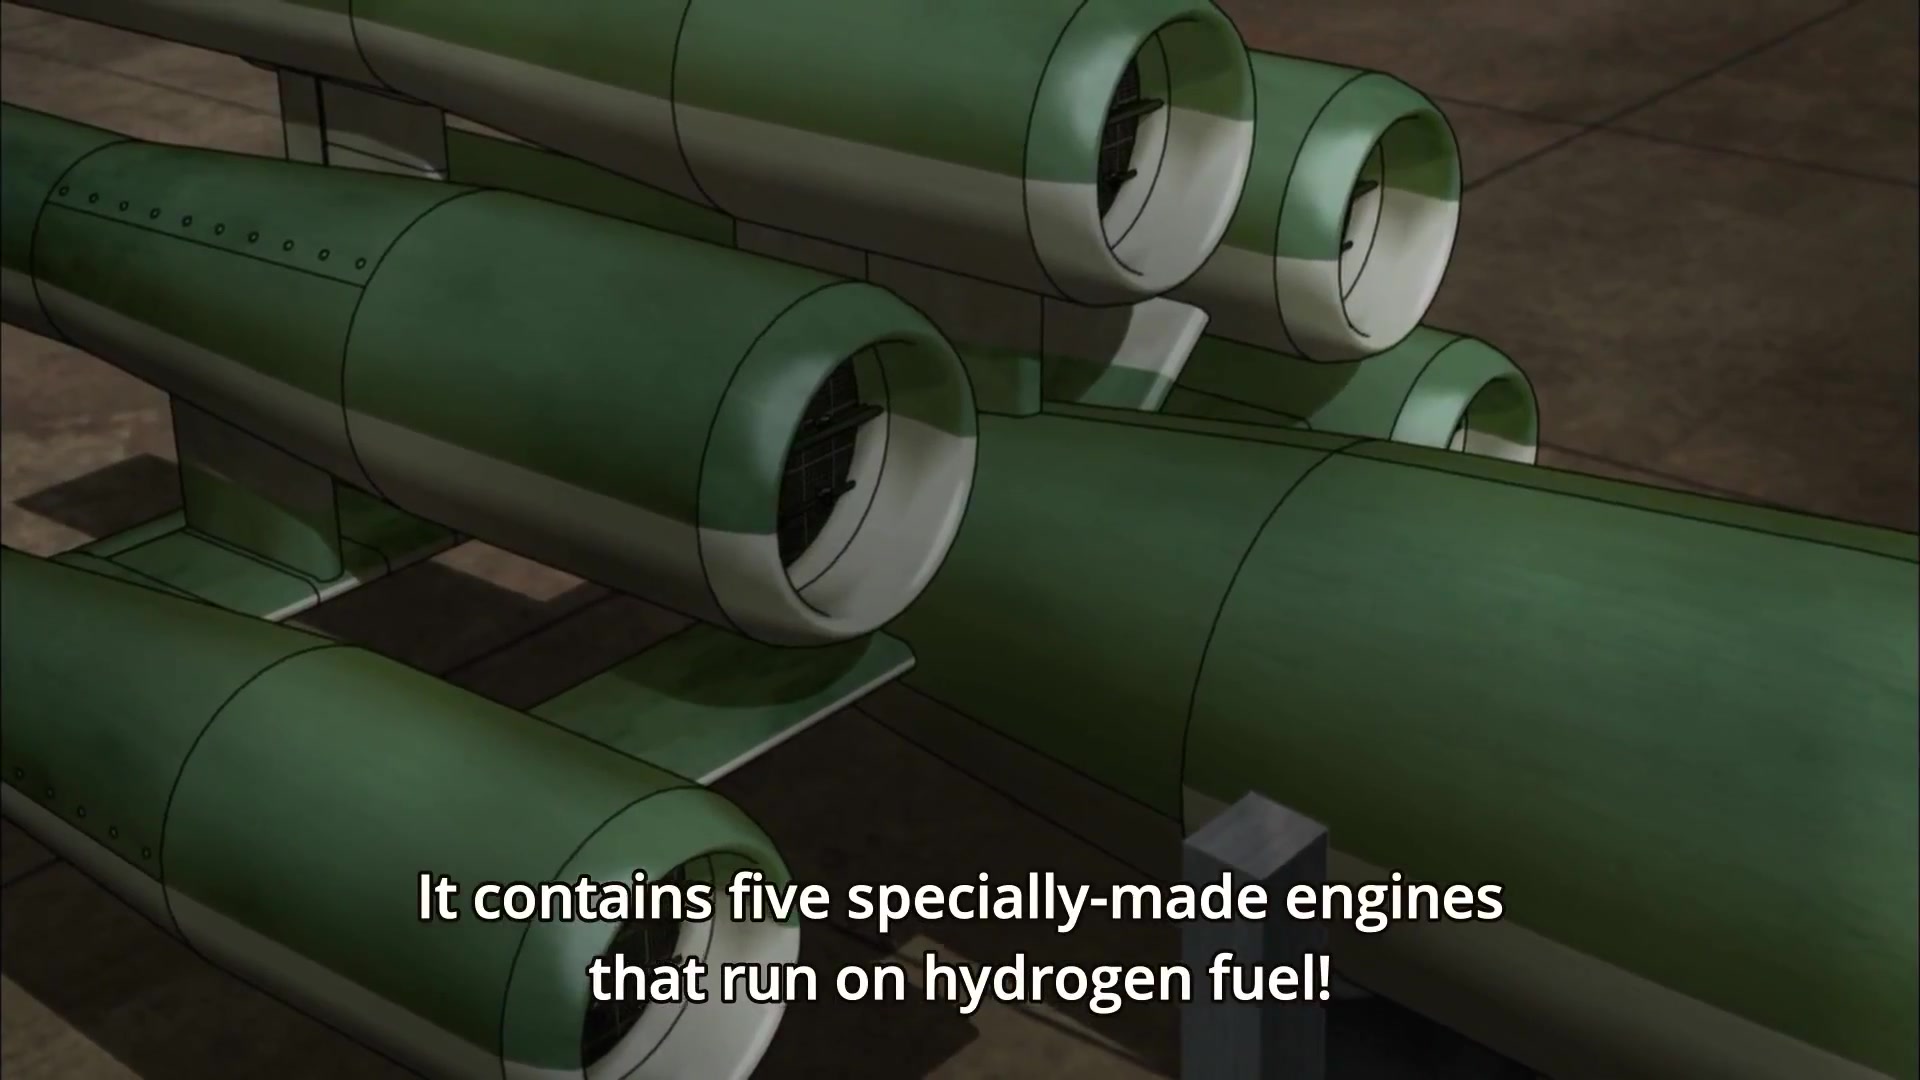 It contains five specially-made engines
that run on hydrogen fuel!